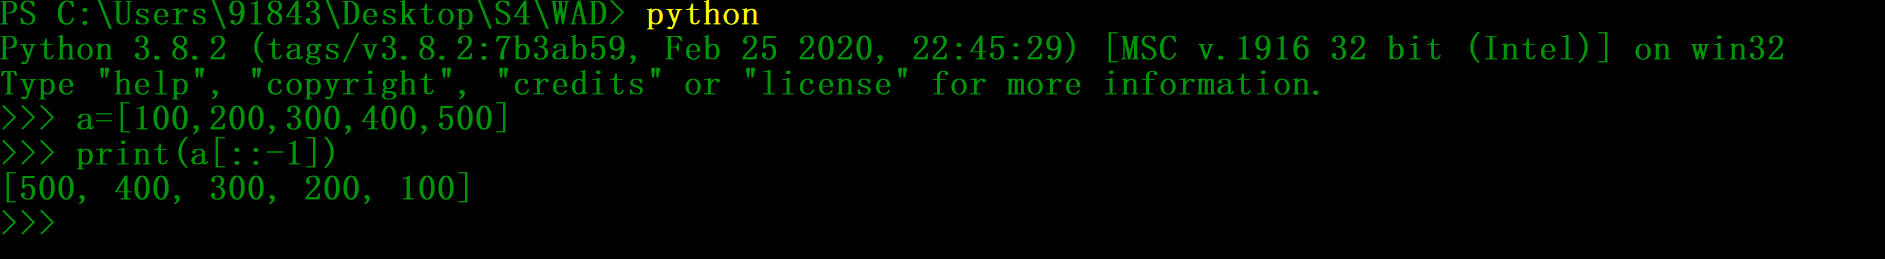 PS C:\Users\91843\Desktop\S4\WAD> python
Python 3.8.2 (tags/v3.8.2:7b3ab59, Feb 25 2020, 22:45:29) [MSC v.1916 32 bit (Intel)] on win32
Type "help", "copyright", "credits" or "license" for more information.
>>> a=[100,200,300,400,500]
>>> print(a[::-1])
[500, 400, 300, 200, 100]
>>>